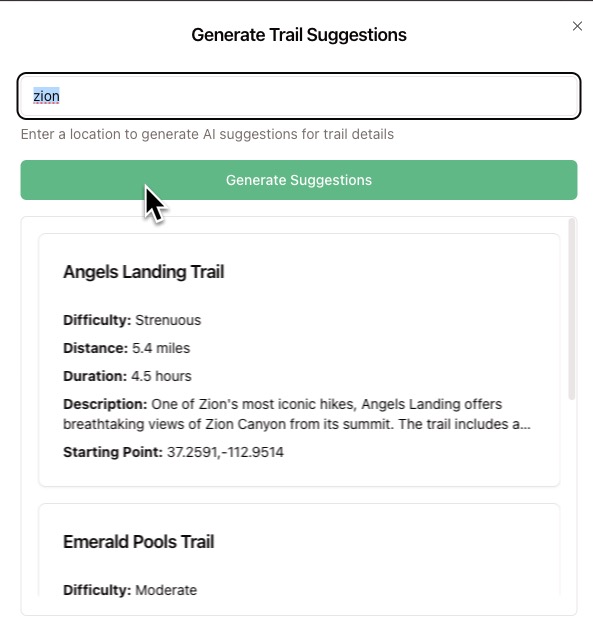 Generate Trail Suggestions
zion
Enter a location to generate AI suggestions for trail details
Generate Suggestions
Angels Landing Trail
Difficulty: Strenuous
Distance: 5.4 miles
Duration: 4.5 hours
Description: One of Zion's most iconic hikes, Angels Landing offers
breathtaking views of Zion Canyon from its summit. The trail includes a...
Starting Point: 37.2591,-112.9514
Emerald Pools Trail
Difficulty: Moderate